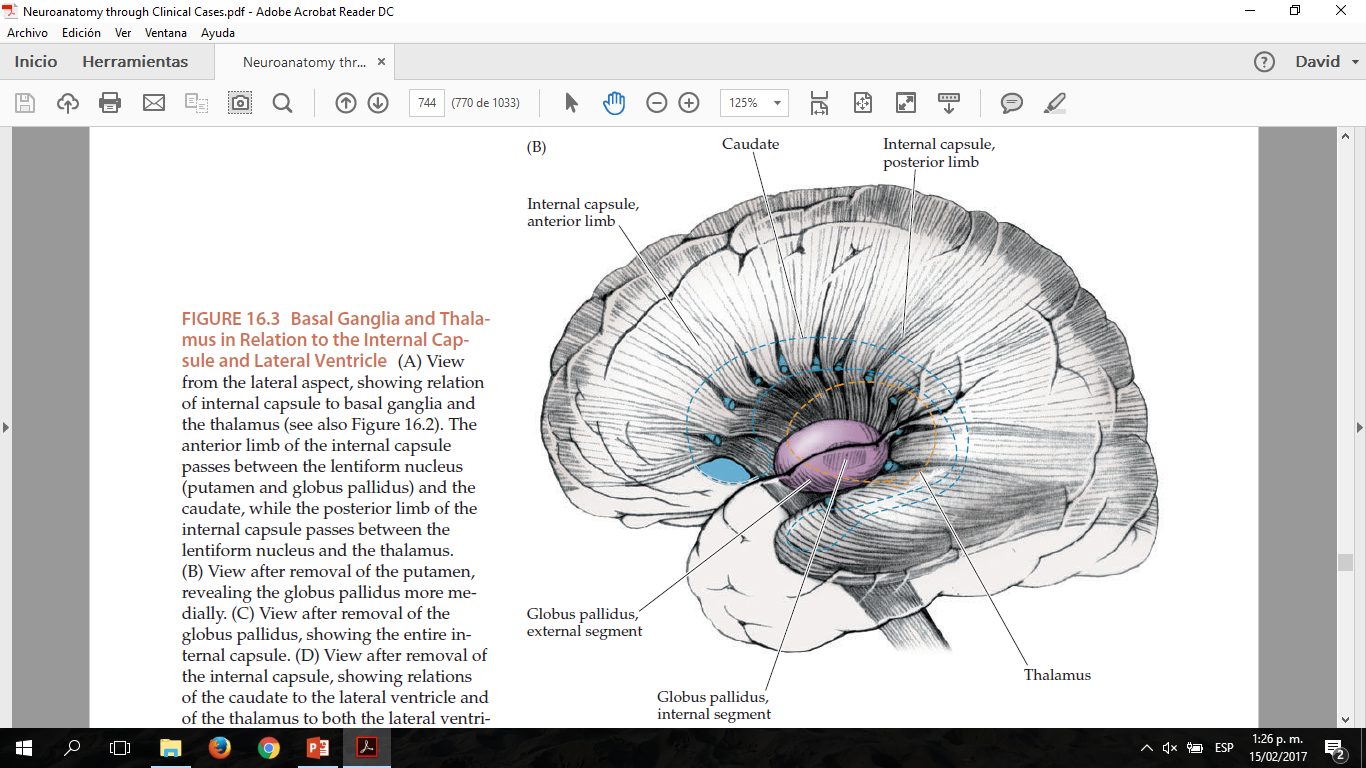 Neuroanatomy through Clinical Cases.pdf - Adobe Acrobat Reader DC
Archivo Edición Ver Ventana Ayuda
Inicio Herramientas Neuroanatomy thr... × ? David
744 (770 de 1033) 125%
(B)
Caudate
Internal capsule,
posterior limb
Internal capsule,
anterior limb
FIGURE 16.3 Basal Ganglia and Thala-
mus in Relation to the Internal Cap-
sule and Lateral Ventricle (A) View
from the lateral aspect, showing relation
of internal capsule to basal ganglia and
the thalamus (see also Figure 16.2). The
anterior limb of the internal capsule
passes between the lentiform nucleus
(putamen and globus pallidus) and the
caudate, while the posterior limb of the
internal capsule passes between the
lentiform nucleus and the thalamus.
(B) View after removal of the putamen,
revealing the globus pallidus more me-
dially. (C) View after removal of the
globus pallidus, showing the entire in-
ternal capsule. (D) View after removal of
the internal capsule, showing relations
of the caudate to the lateral ventricle and
of the thalamus to both the lateral ventri-
Globus pallidus,
external segment
Thalamus
Globus pallidus,
internal segment
ESP
1:26 p. m.
15/02/2017
2